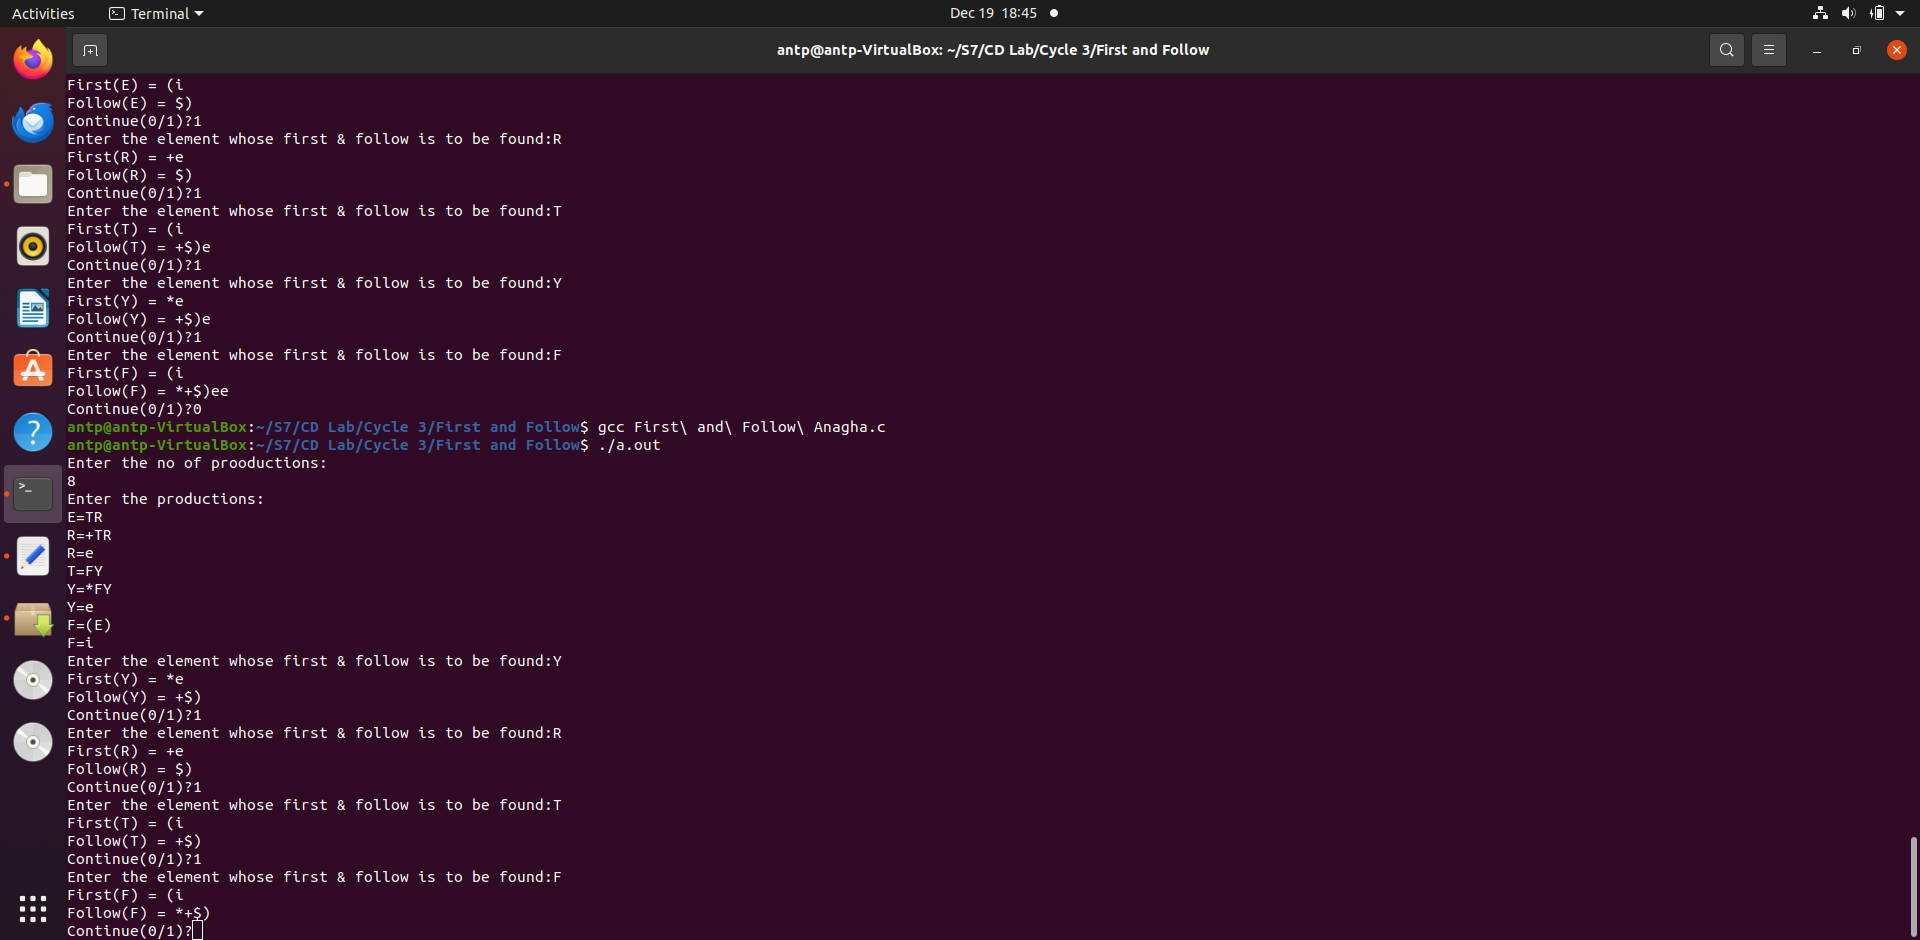 Activities
Terminal
Dec 19 18:45
antp@antp-VirtualBox: ~/S7/CD Lab/Cycle 3/First and Follow
First(E) = (i
Follow(E) = $)
Continue(0/1)?1
Enter the element whose first & follow is to be found:R
First(R) = +e
Follow(R) = $)
Continue(0/1)?1
Enter the element whose first & follow is to be found:T
First(T) = (i
Follow(T) = +$)e
Continue(0/1)?1
Enter the element whose first & follow is to be found:Y
First(Y) = *e
Follow(Y) = +$)e
Continue(0/1)?1
Enter the element whose first & follow is to be found:F
First(F) = (i
Follow(F) = *+$)ee
Continue(0/1)?0
antp@antp-VirtualBox:~/S7/CD Lab/Cycle 3/First and Follow$ gcc First\ and\ Follow\ Anagha.c
antp@antp-VirtualBox:~/S7/CD Lab/Cycle 3/First and Follow$ ./a.out
Enter the no of prooductions:
8
Enter the productions:
E=TR
R=+TR
R=e
T=FY
Y=*FY
Y=e
F=(E)
F=i
Enter the element whose first & follow is to be found:Y
First(Y) = *e
Follow(Y) = +$)
Continue(0/1)?1
Enter the element whose first & follow is to be found:R
First(R) = +e
Follow(R) = $)
Continue(0/1)?1
Enter the element whose first & follow is to be found:T
First(T) = (i
Follow(T) = +$)
Continue(0/1)?1
Enter the element whose first & follow is to be found:F
First(F) = (i
Follow(F) = *+$)
Continue(0/1)?